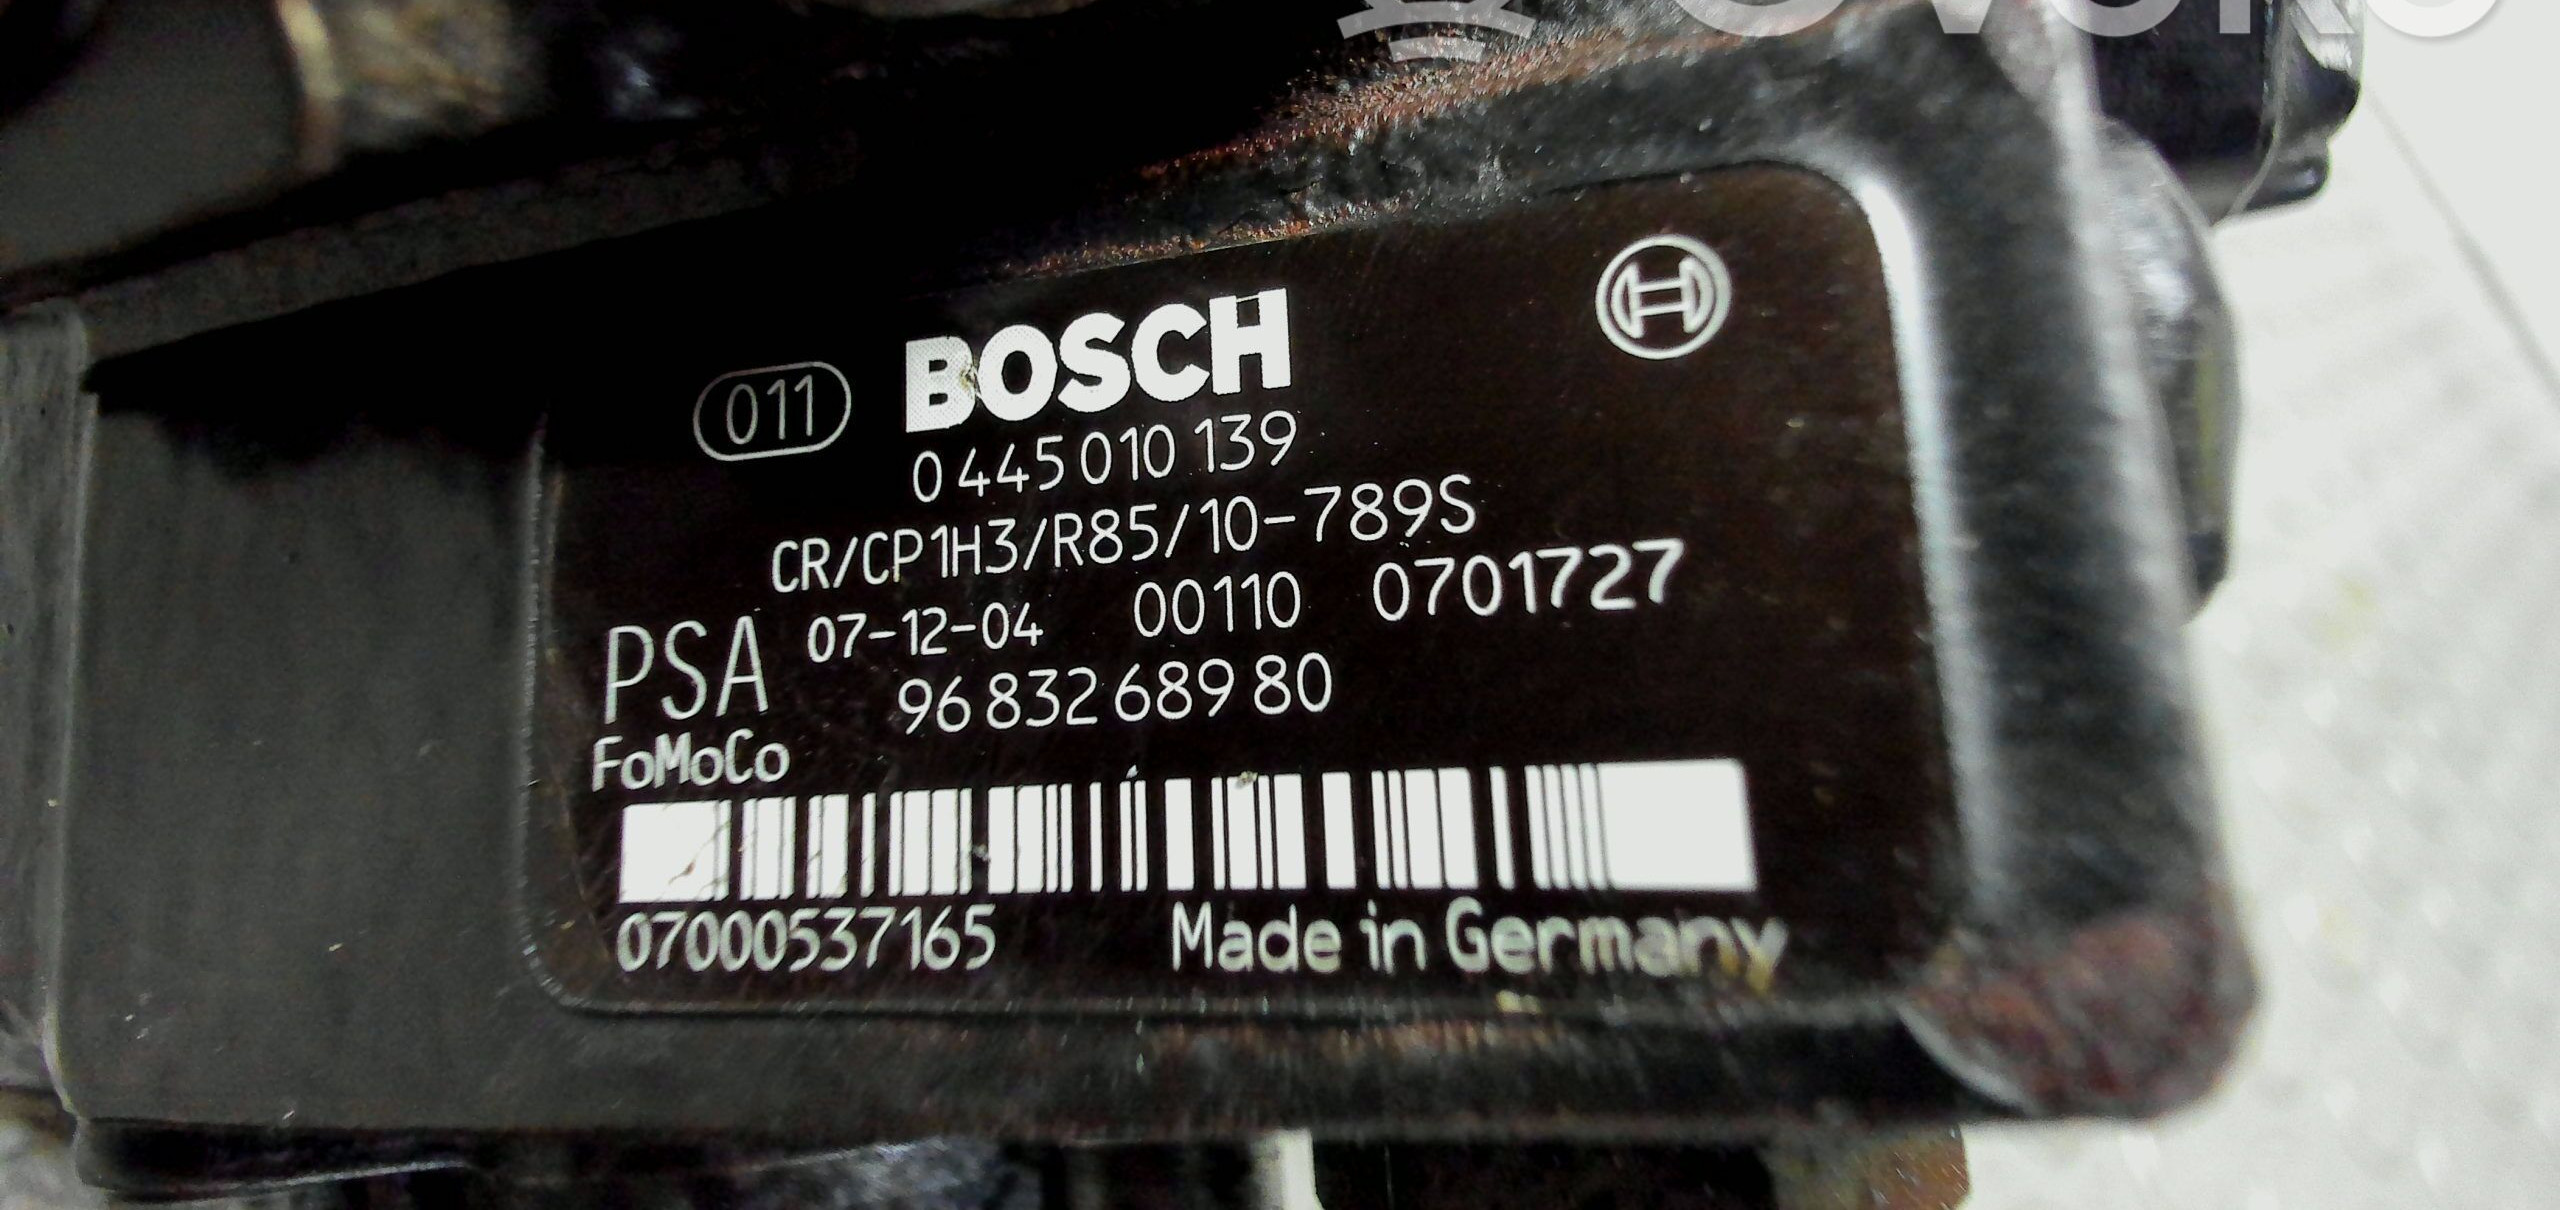 011 BOSCH
0 445 010 139
CR/CP1H3/R85/10-789S
PSA 07-12-04 00110 0701727
96 832 689 80
FoMoCo
07000537165 Made in Germany